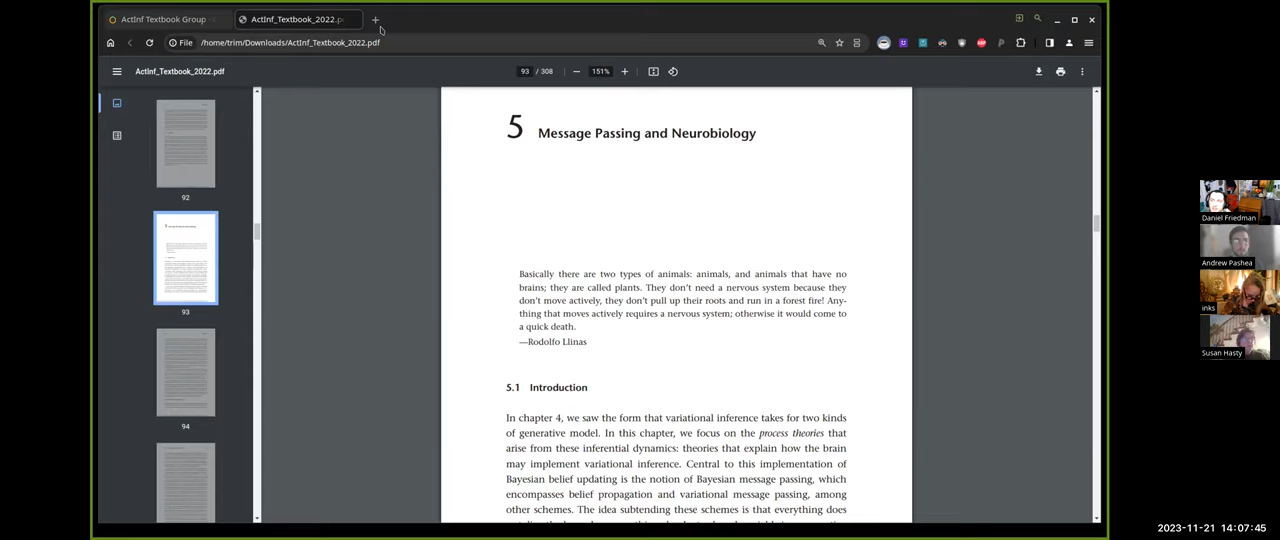 ActInf Textbook Group -
ActInf_Textbook_2022.p
File
/home/trim/Downloads/ActInf_Textbook_2022.pdf
ActInf_Textbook_2022.pdf
93 / 308
151%
92
93
94
5 Message Passing and Neurobiology
Basically there are two types of animals: animals, and animals that have no
brains; they are called plants. They don't need a nervous system because they
don't move actively, they don't pull up their roots and run in a forest fire! Any-
thing that moves actively requires a nervous system; otherwise it would come to
a quick death.
—Rodolfo Llinas
5.1 Introduction
In chapter 4, we saw the form that variational inference takes for two kinds
of generative model. In this chapter, we focus on the process theories that
arise from these inferential dynamics: theories that explain how the brain
may implement variational inference. Central to this implementation of
Bayesian belief updating is the notion of Bayesian message passing, which
encompasses belief propagation and variational message passing, among
other schemes. The idea subtending these schemes is that everything does
Daniel Friedman
Andrew Pashea
inks
Susan Hasty
2023-11-21 14:07:45